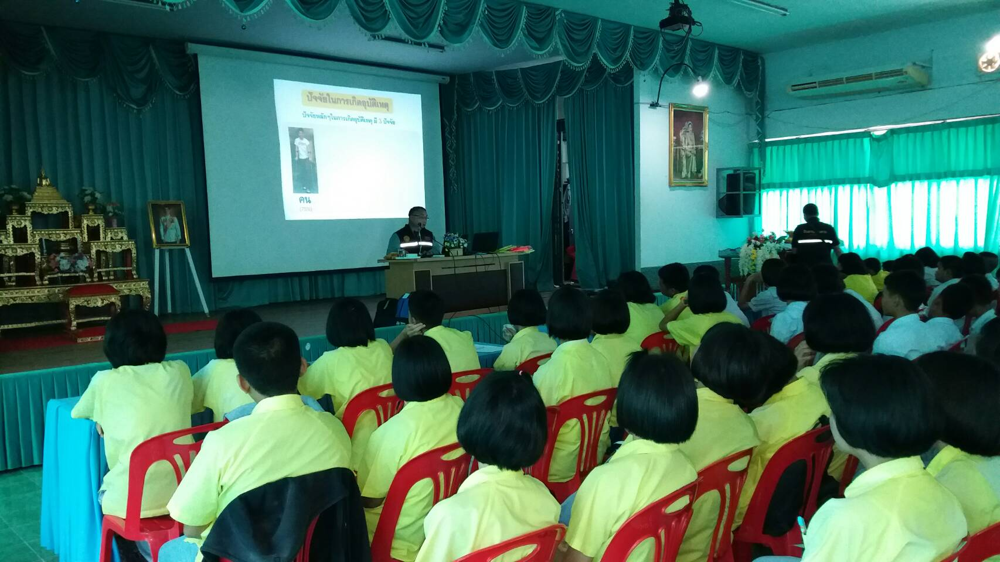 ปัจจัยในการเกิดอุบัติเหตุ
ปัจจัยหลักๆในการเกิดอุบัติเหตุ มี 3 ปัจจัย
คน